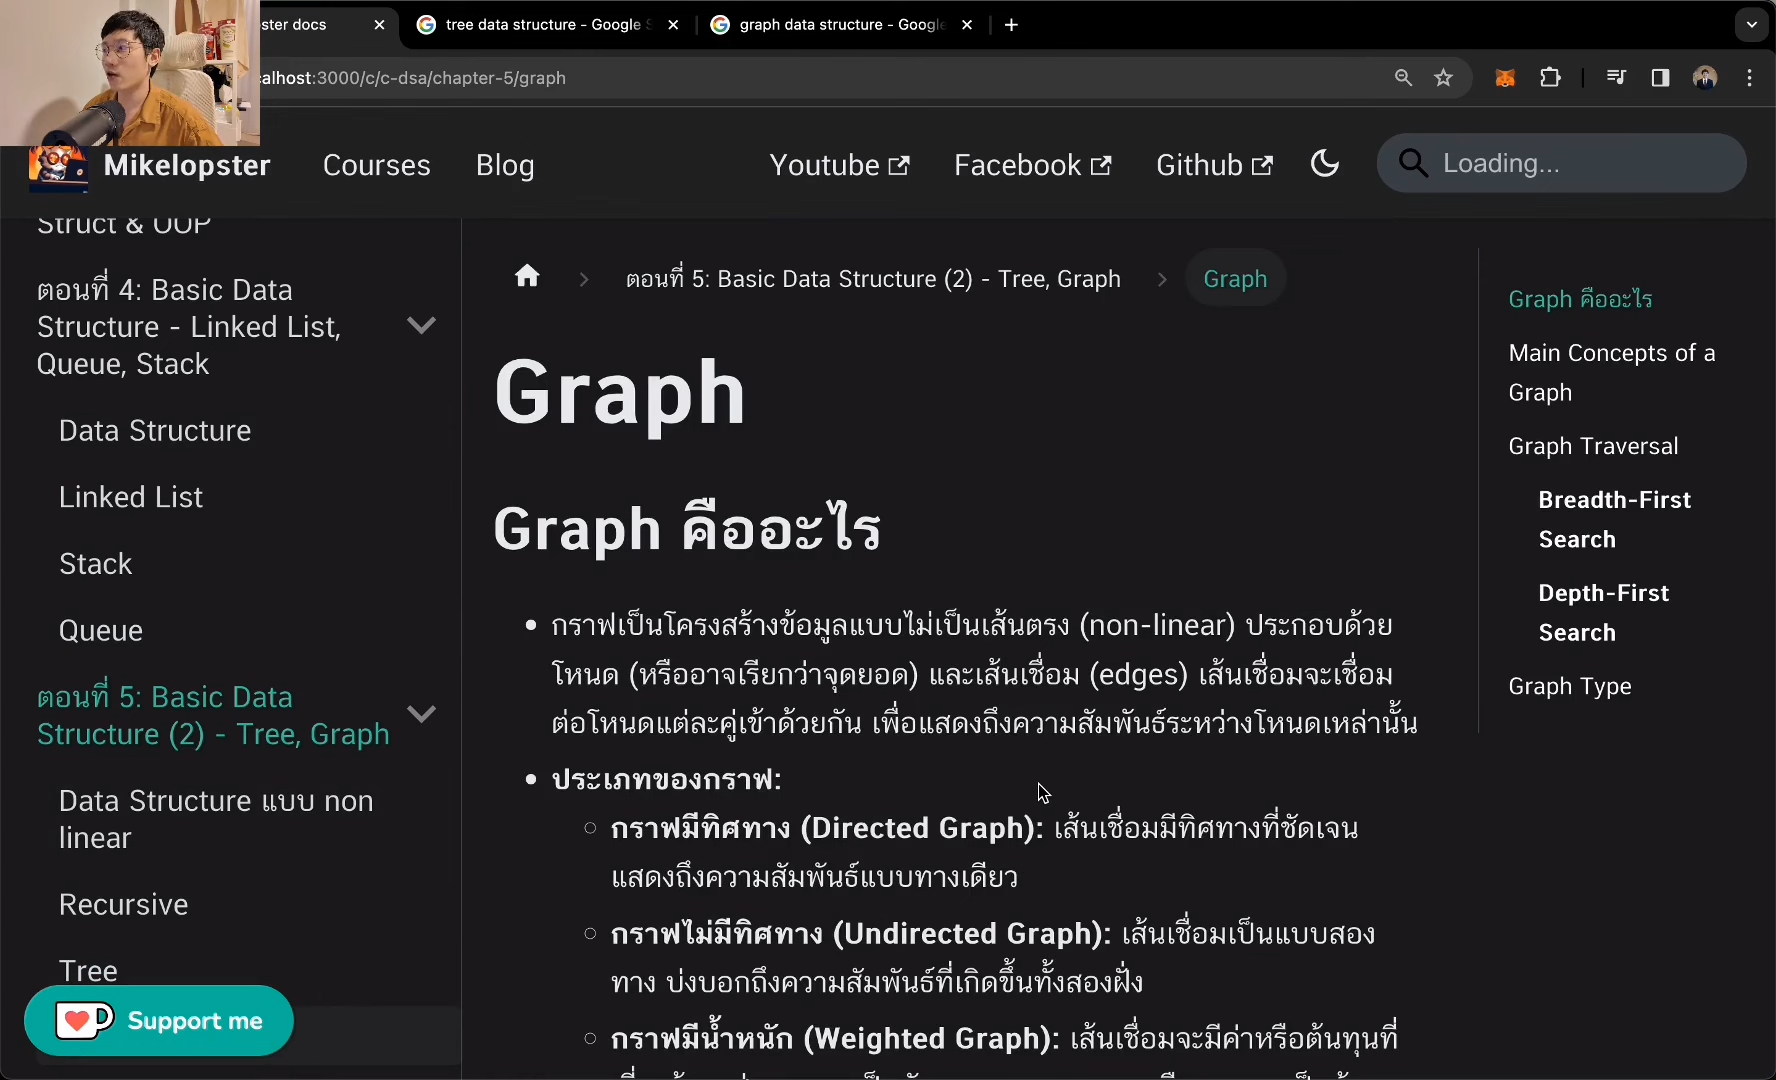 ster docs
tree data structure - Google S
graph data structure - Google
alhost:3000/c/c-dsa/chapter-5/graph
Mikelopster
Courses
Blog
Youtube
Facebook
Github
Loading...
Struct & OOP
ตอนที่ 4: Basic Data
Structure - Linked List,
Queue, Stack
Data Structure
Linked List
Stack
Queue
ตอนที่ 5: Basic Data
Structure (2) - Tree, Graph
Data Structure แบบ non
linear
Recursive
Tree
Support me
ตอนที่ 5: Basic Data Structure (2) - Tree, Graph
Graph
Graph
Graph คืออะไร
กราฟเป็นโครงสร้างข้อมูลแบบไม่เป็นเส้นตรง (non-linear) ประกอบด้วย
โหนด (หรืออาจเรียกว่าจุดยอด) และเส้นเชื่อม (edges) เส้นเชื่อมจะเชื่อม
ต่อโหนดแต่ละคู่เข้าด้วยกัน เพื่อแสดงถึงความสัมพันธ์ระหว่างโหนดเหล่านั้น
ประเภทของกราฟ:
กราฟมีทิศทาง (Directed Graph): เส้นเชื่อมมีทิศทางที่ชัดเจน
แสดงถึงความสัมพันธ์แบบทางเดียว
กราฟไม่มีทิศทาง (Undirected Graph): เส้นเชื่อมเป็นแบบสอง
ทาง บ่งบอกถึงความสัมพันธ์ที่เกิดขึ้นทั้งสองฝั่ง
กราฟมีน้ำหนัก (Weighted Graph): เส้นเชื่อมจะมีค่าหรือต้นทุนที่
Graph คืออะไร
Main Concepts of a
Graph
Graph Traversal
Breadth-First
Search
Depth-First
Search
Graph Type